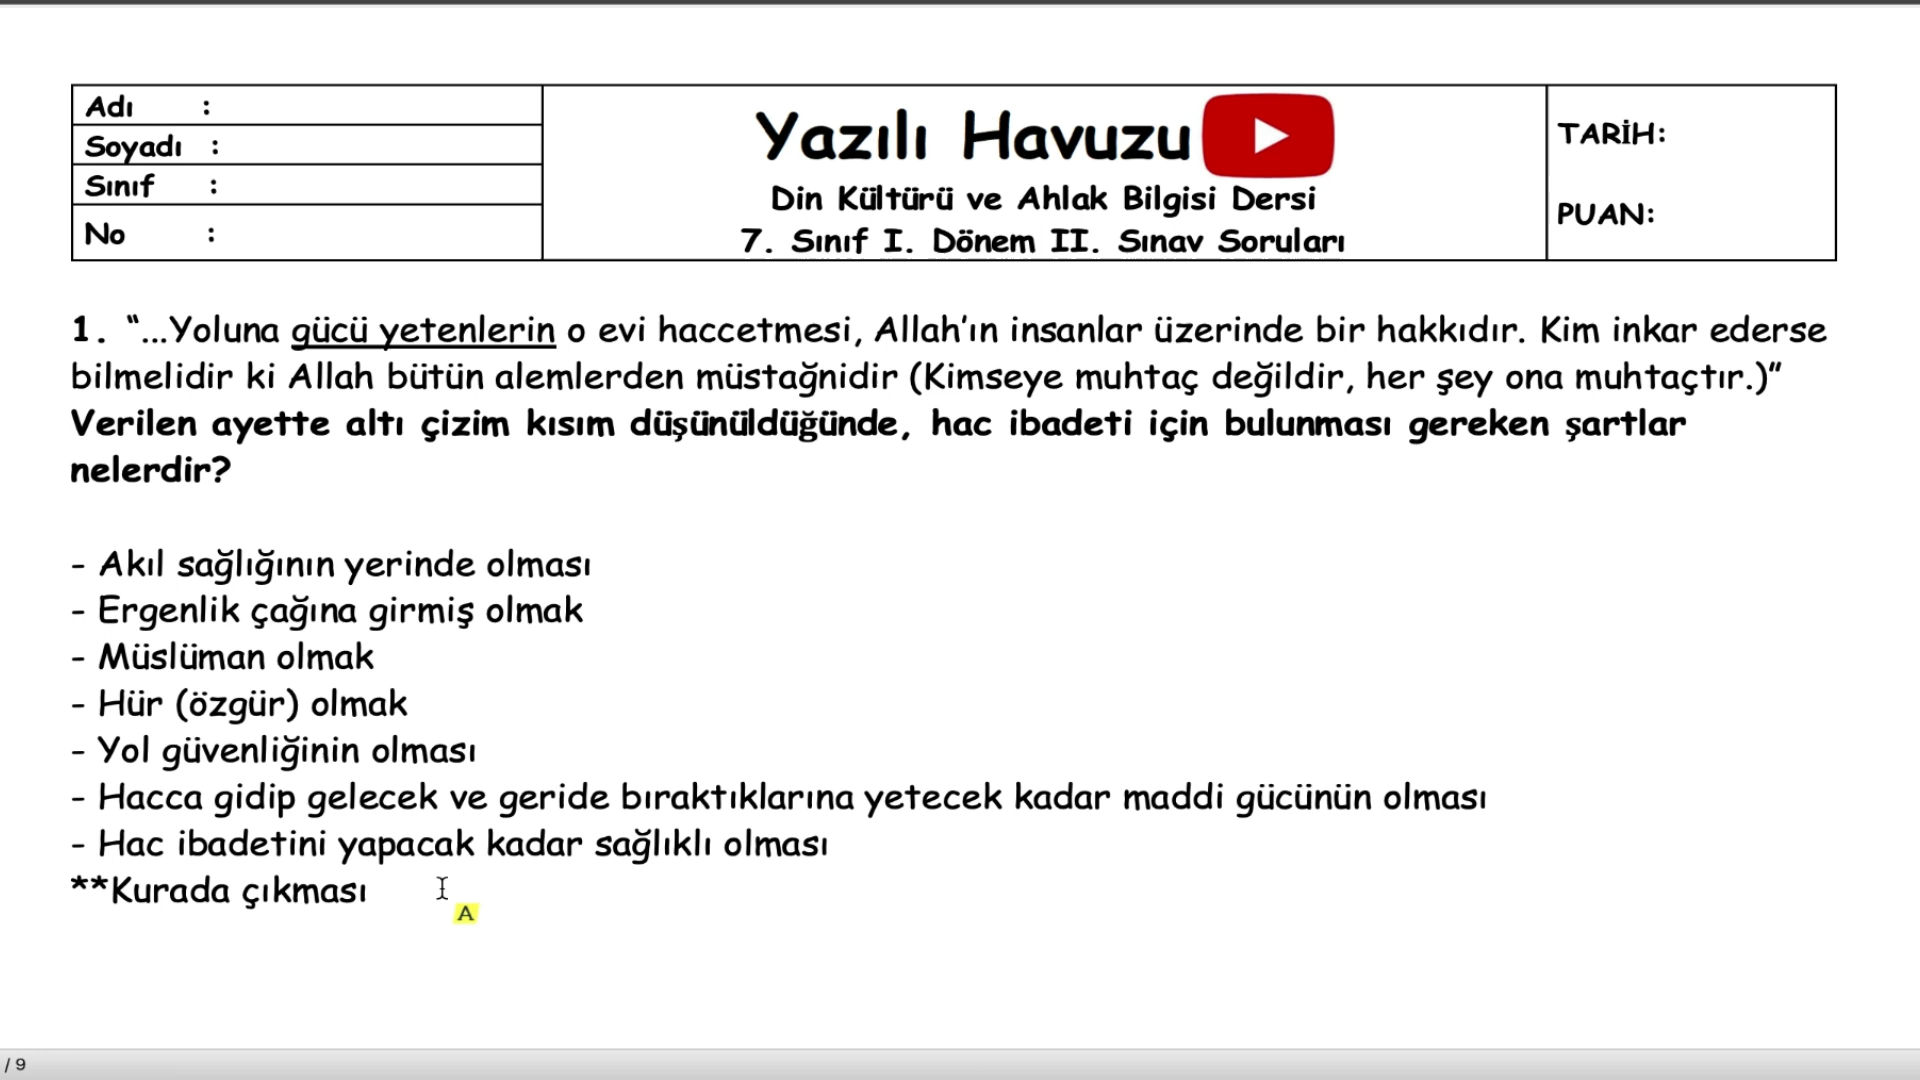 Adı :
Soyadı :
Sınıf :
No :
Yazılı Havuzu
Din Kültürü ve Ahlak Bilgisi Dersi
7. Sınıf I. Dönem II. Sınav Soruları
TARİH:
PUAN:
1. “...Yoluna gücü yetenlerin o evi haccetmesi, Allah’ın insanlar üzerinde bir hakkıdır. Kim inkar ederse
bilmelidir ki Allah bütün alemlerden müstağnidir (Kimseye muhtaç değildir, her şey ona muhtaçtır.)”
Verilen ayette altı çizim kısım düşünüldüğünde, hac ibadeti için bulunması gereken şartlar
nelerdir?
- Akıl sağlığının yerinde olması
- Ergenlik çağına girmiş olmak
- Müslüman olmak
- Hür (özgür) olmak
- Yol güvenliğinin olması
- Hacca gidip gelecek ve geride bıraktıklarına yetecek kadar maddi gücünün olması
- Hac ibadetini yapacak kadar sağlıklı olması
**Kurada çıkması
A
/ 9